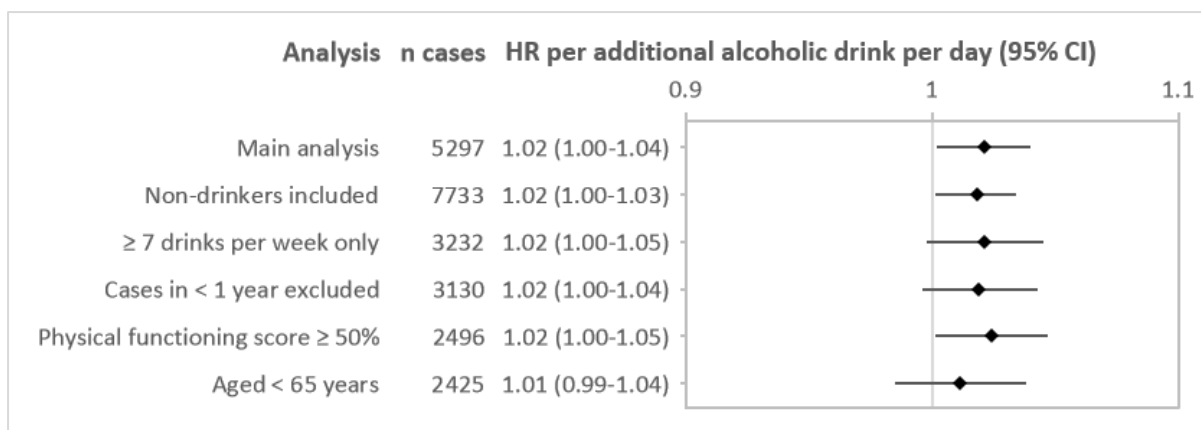 Analysis n cases HR per additional alcoholic drink per day (95% CI)
0.9 1 1.1
Main analysis 5297 1.02 (1.00-1.04)
Non-drinkers included 7733 1.02 (1.00-1.03)
≥ 7 drinks per week only 3232 1.02 (1.00-1.05)
Cases in < 1 year excluded 3130 1.02 (1.00-1.04)
Physical functioning score ≥ 50% 2496 1.02 (1.00-1.05)
Aged < 65 years 2425 1.01 (0.99-1.04)